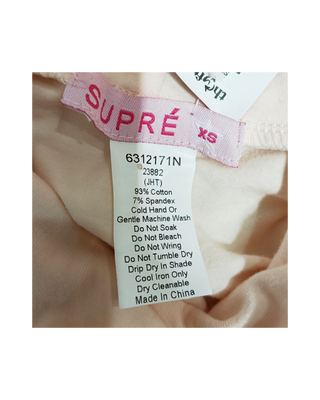 SUPRÉ
XS
6312171N
23882
(JHT)
93% Cotton
7% Spandex
Cold Hand Or
Gentle Machine Wash
Do Not Soak
Do Not Bleach
Do Not Wring
Do Not Tumble Dry
Drip Dry In Shade
Cool Iron Only
Dry Cleanable
Made In China